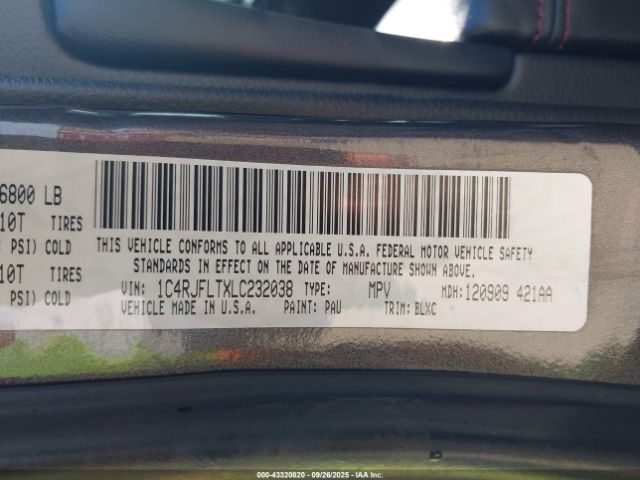 6800 LB
10T TIRES
PSI) COLD
10T TIRES
PSI) COLD
THIS VEHICLE CONFORMS TO ALL APPLICABLE U.S.A. FEDERAL MOTOR VEHICLE SAFETY
STANDARDS IN EFFECT ON THE DATE OF MANUFACTURE SHOWN ABOVE.
VIN: 1C4RJFLTXLC232038 TYPE: MPV MDH: 120909 421AA
VEHICLE MADE IN U.S.A. PAINT: PAU TRIM: BLXC
000-43320820 09/26/2025 IAA Inc.